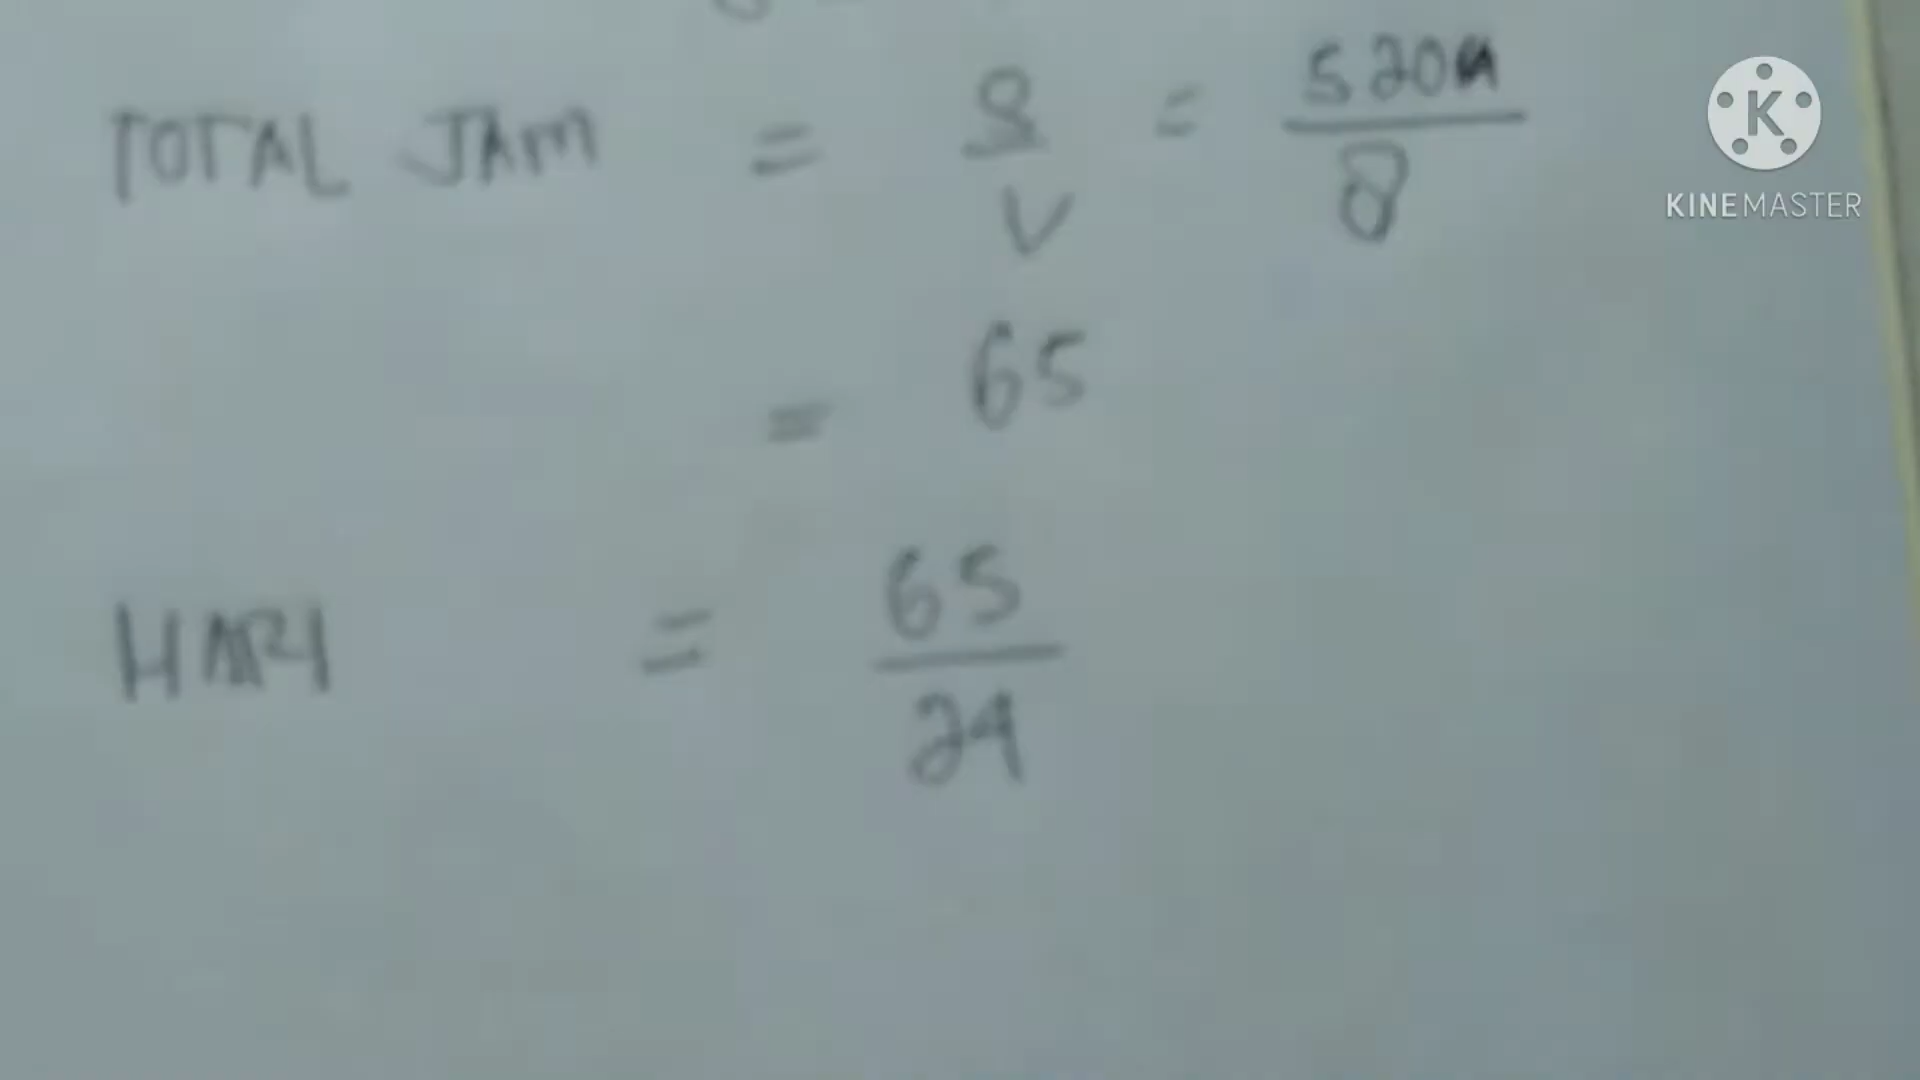 TOTAL JAM = S/V = 520/8
= 65
HARI = 65/24
KINEMASTER